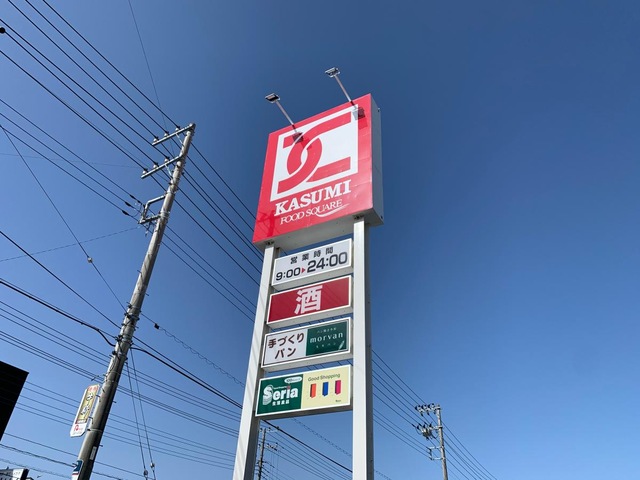 KASUMI
FOOD SQUARE
営業時間
9:00 24:00
酒
手づくり
パン
morvan
Seria
Good Shopping